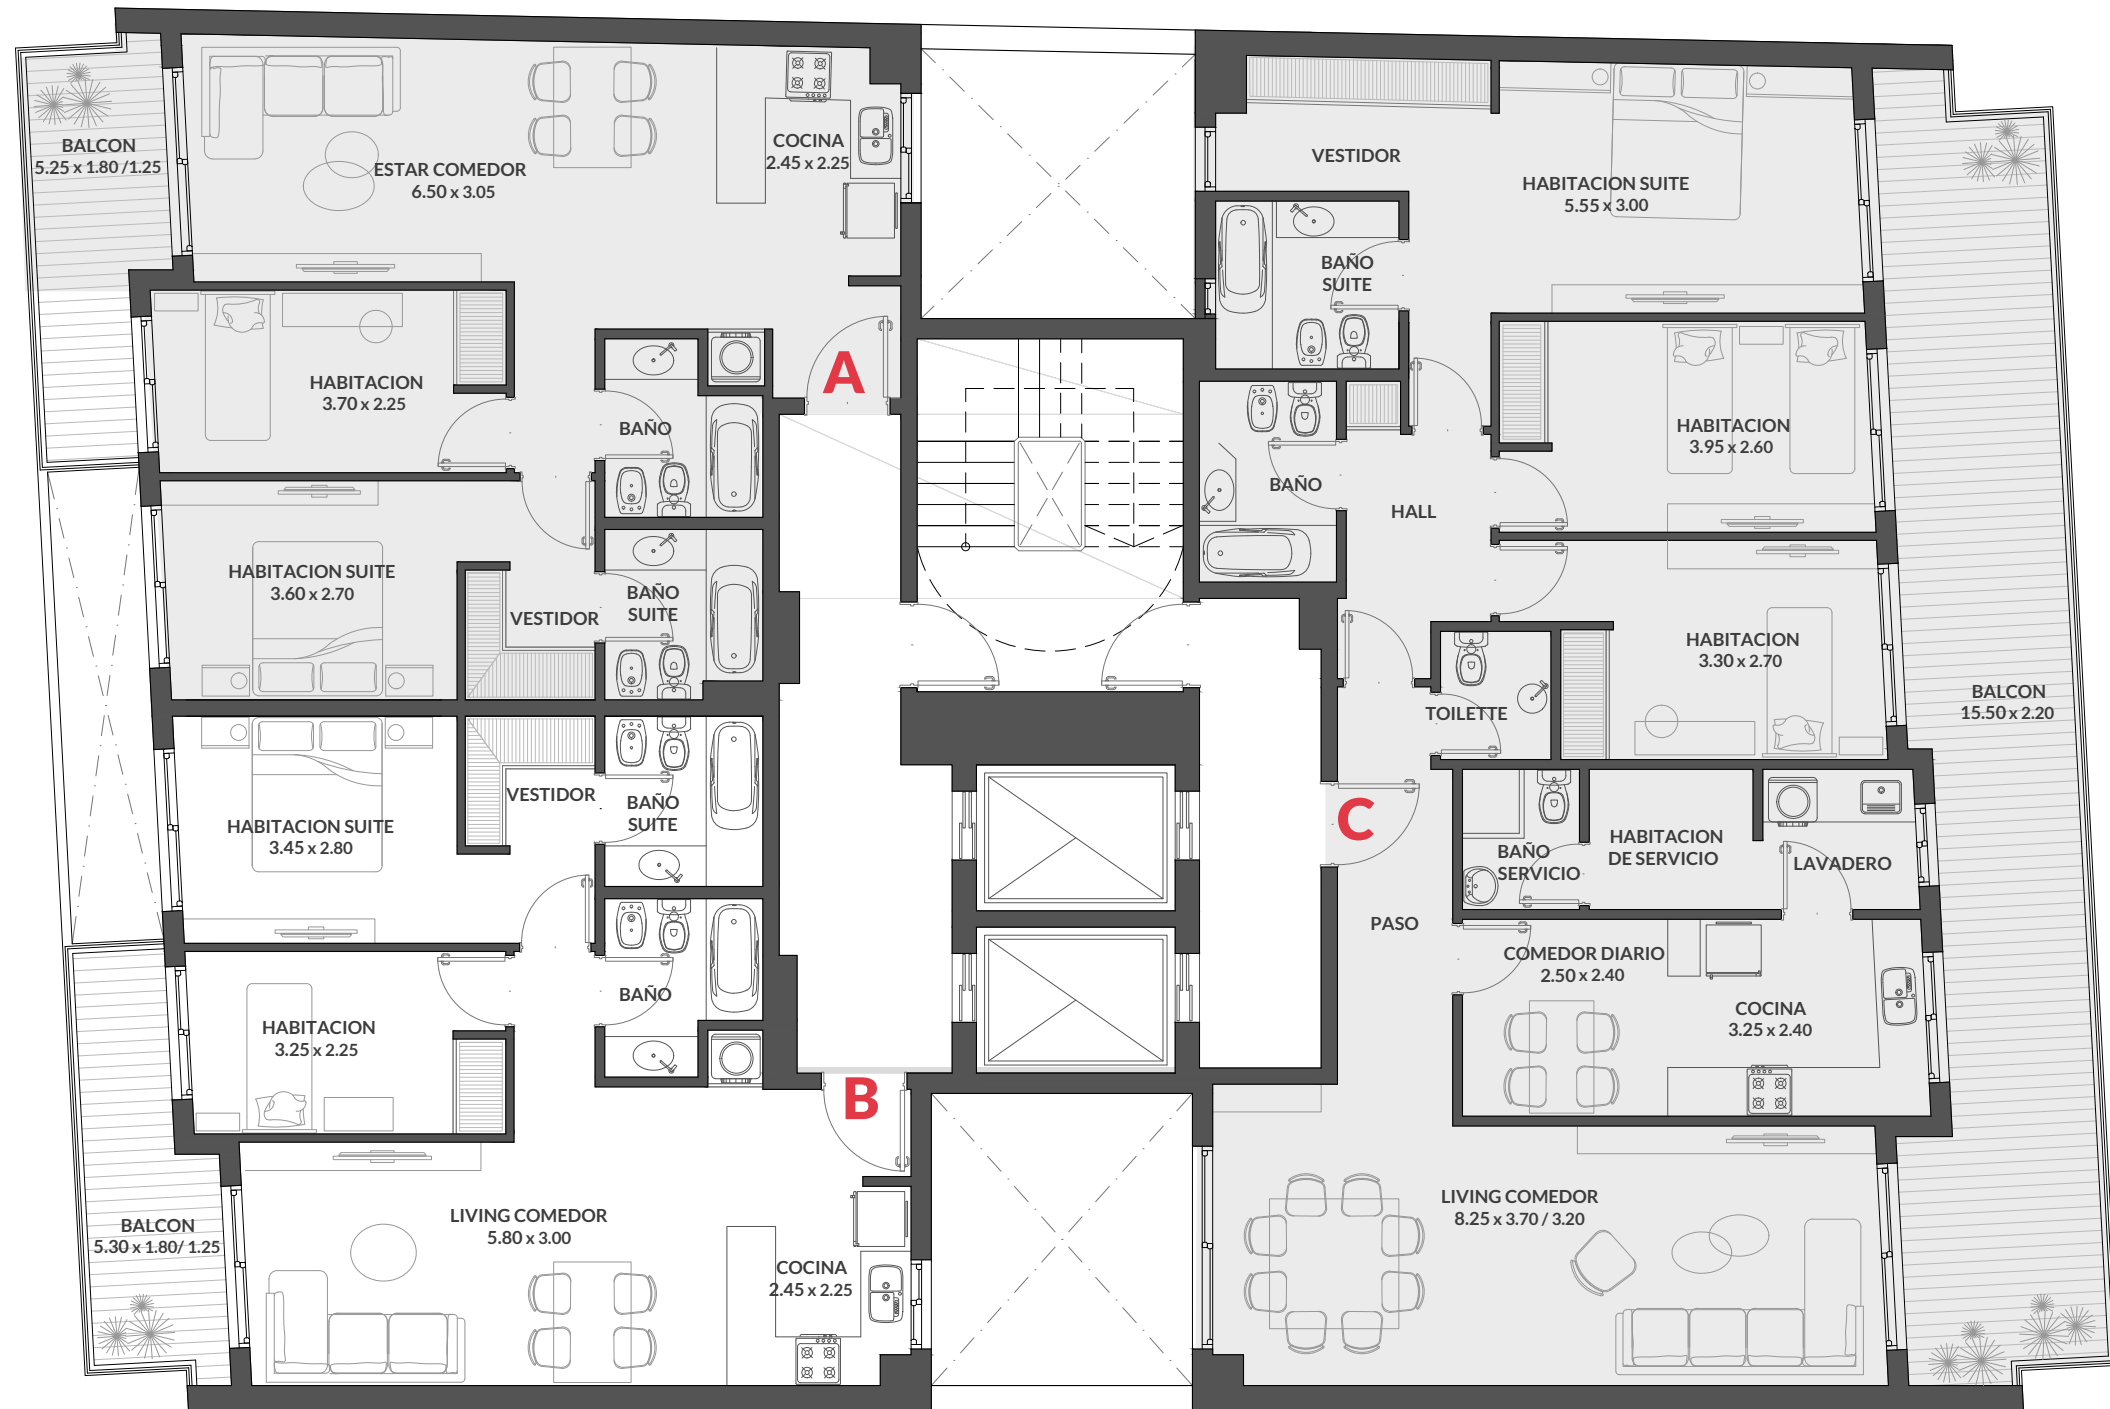 BALCON
5.25 x 1.80 /1.25
ESTAR COMEDOR
6.50 x 3.05
COCINA
2.45 x 2.25
HABITACION
3.70 x 2.25
A
BAÑO
HABITACION SUITE
3.60 x 2.70
VESTIDOR
BAÑO
SUITE
HABITACION SUITE
3.45 x 2.80
VESTIDOR
BAÑO
SUITE
HABITACION
3.25 x 2.25
BAÑO
B
BALCON
5.30 x 1.80/ 1.25
LIVING COMEDOR
5.80 x 3.00
COCINA
2.45 x 2.25
VESTIDOR
HABITACION SUITE
5.55 x 3.00
BAÑO
SUITE
HABITACION
3.95 x 2.60
BAÑO
HALL
HABITACION
3.30 x 2.70
TOILETTE
BALCON
15.50 x 2.20
C
BAÑO
SERVICIO
HABITACION
DE SERVICIO
LAVADERO
PASO
COMEDOR DIARIO
2.50 x 2.40
COCINA
3.25 x 2.40
LIVING COMEDOR
8.25 x 3.70 / 3.20